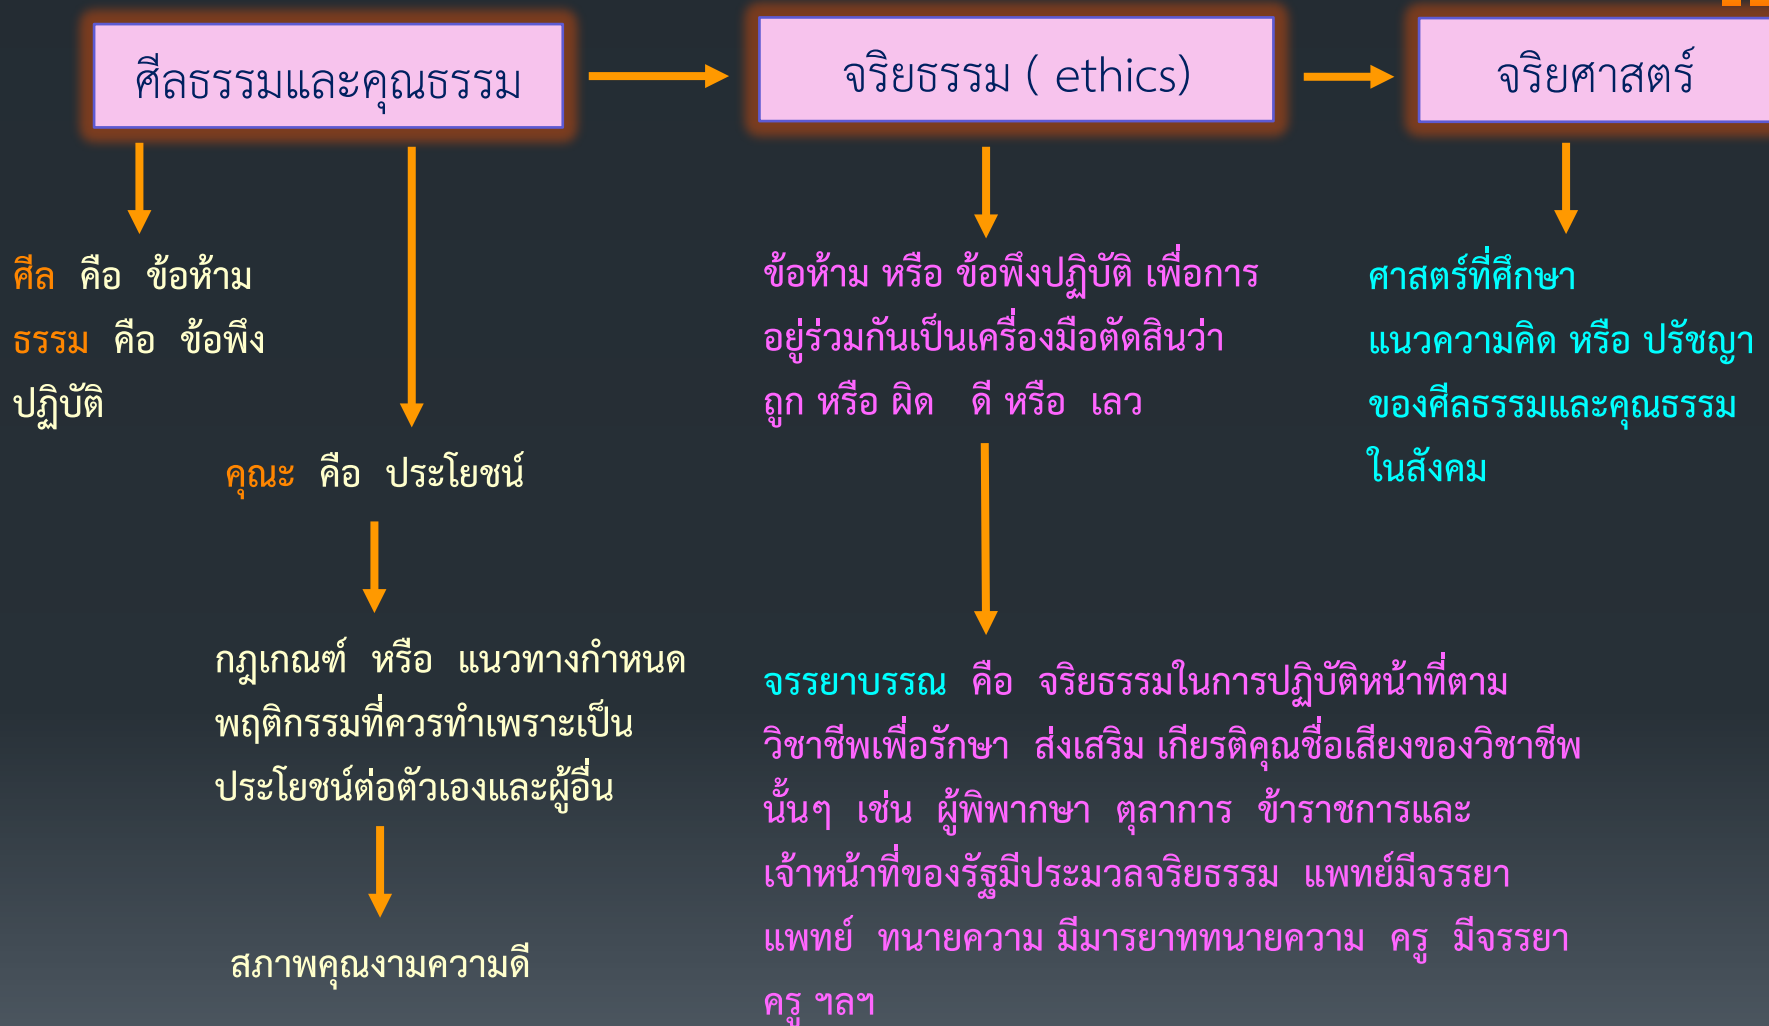 ศีลธรรมและคุณธรรม
จริยธรรม ( ethics)
จริยศาสตร์
ศีล คือ ข้อห้าม
ธรรม คือ ข้อพึง
ปฏิบัติ
คุณะ คือ ประโยชน์
กฎเกณฑ์ หรือ แนวทางกำหนด
พฤติกรรมที่ควรทำเพราะเป็น
ประโยชน์ต่อตัวเองและผู้อื่น
สภาพคุณงามความดี
ข้อห้าม หรือ ข้อพึงปฏิบัติ เพื่อการ
อยู่ร่วมกันเป็นเครื่องมือตัดสินว่า
ถูก หรือ ผิด ดี หรือ เลว
จรรยาบรรณ คือ จริยธรรมในการปฏิบัติหน้าที่ตาม
วิชาชีพเพื่อรักษา ส่งเสริม เกียรติคุณชื่อเสียงของวิชาชีพ
นั้นๆ เช่น ผู้พิพากษา ตุลาการ ข้าราชการและ
เจ้าหน้าที่ของรัฐมีประมวลจริยธรรม แพทย์มีจรรยา
แพทย์ ทนายความ มีมารยาททนายความ ครู มีจรรยา
ครู ฯลฯ
ศาสตร์ที่ศึกษา
แนวความคิด หรือ ปรัชญา
ของศีลธรรมและคุณธรรม
ในสังคม